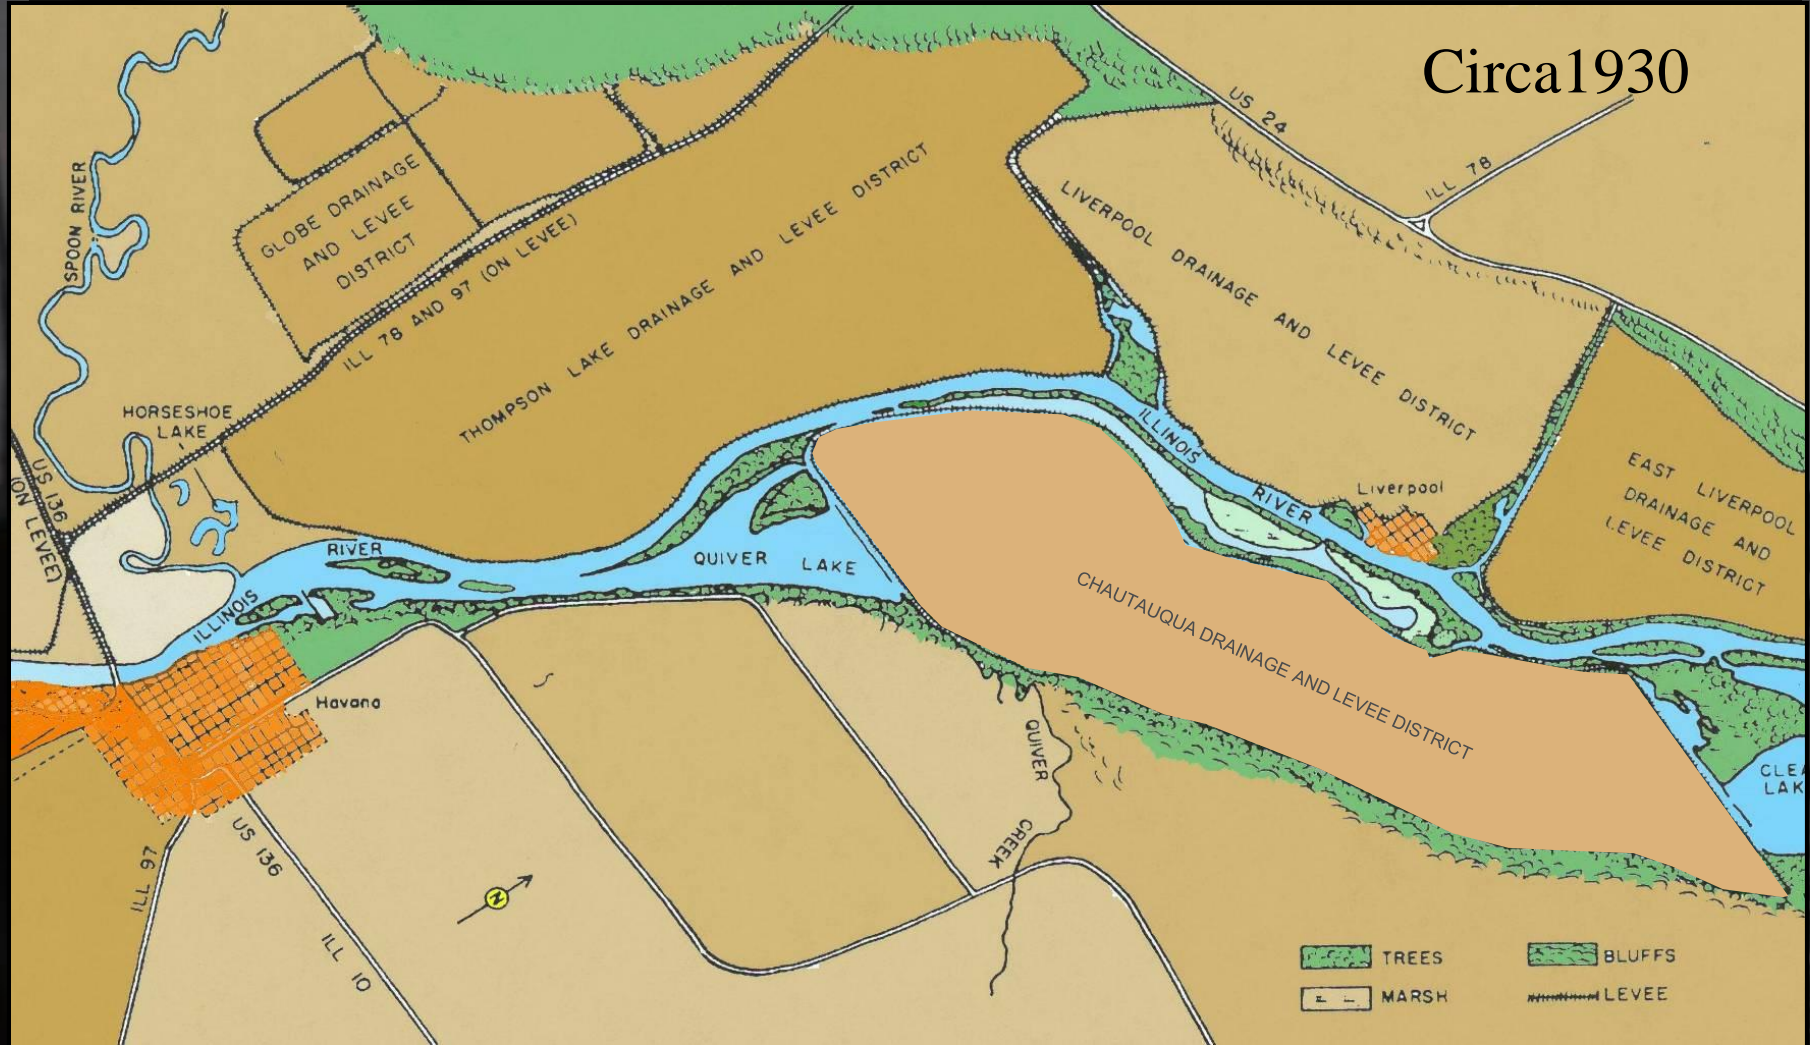 Circa1930
US 24
ILL 78
SPOON RIVER
GLOBE DRAINAGE
AND LEVEE
DISTRICT
ILL 78 AND 97 (ON LEVEE)
THOMPSON LAKE DRAINAGE AND LEVEE DISTRICT
LIVERPOOL DRAINAGE AND LEVEE DISTRICT
HORSESHOE
LAKE
US 136
(ON LEVEE)
ILLINOIS
RIVER
Liverpool
EAST LIVERPOOL
DRAINAGE AND
LEVEE DISTRICT
RIVER
QUIVER LAKE
ILLINOIS
CHAUTAUQUA DRAINAGE AND LEVEE DISTRICT
Havana
QUIVER
CREEK
CLEA
LAK
ILL 97
US 136
ILL 10
N
TREES
BLUFFS
MARSH
LEVEE